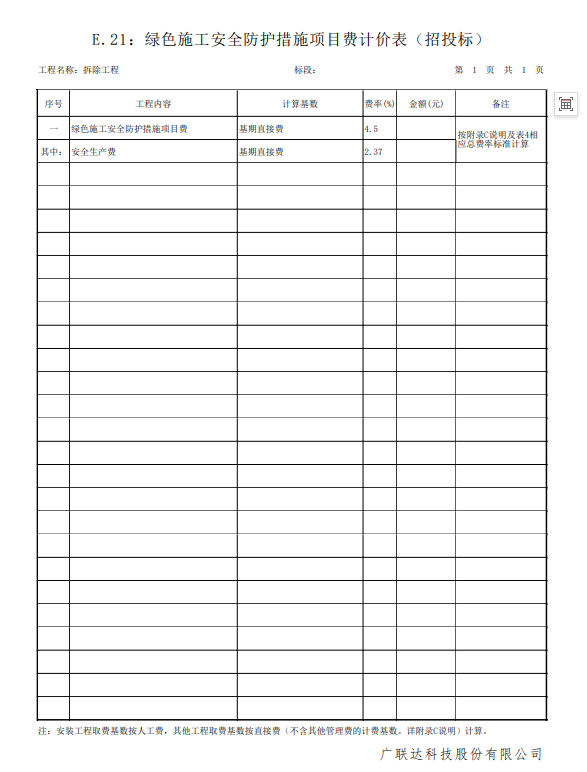 E.21：绿色施工安全防护措施项目费计价表（招投标）
工程名称：拆除工程 标段： 第 1 页 共 1 页
序号 工程内容 计算基数 费率(%) 金额(元) 备注
一 绿色施工安全防护措施项目费 基期直接费 4.5 按附录C说明及表4相
应总费率标准计算
其中： 安全生产费 基期直接费 2.37
注：安装工程取费基数按人工费，其他工程取费基数按直接费（不含其他管理费的计费基数。详附录C说明）计算。
广联达科技股份有限公司